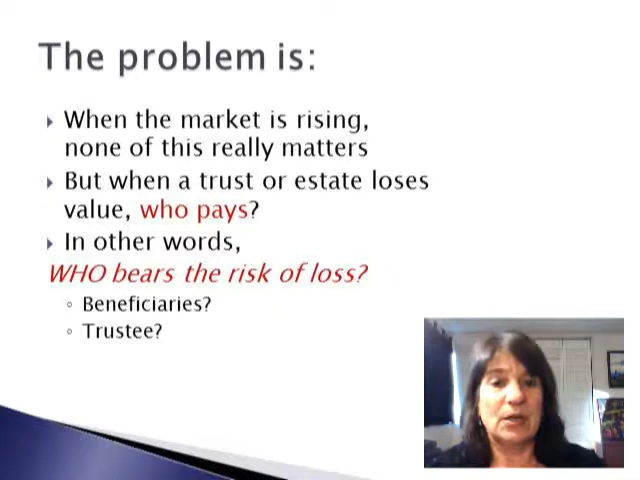 The problem is:
When the market is rising,
none of this really matters
But when a trust or estate loses
value, who pays?
In other words,
WHO bears the risk of loss?
Beneficiaries?
Trustee?